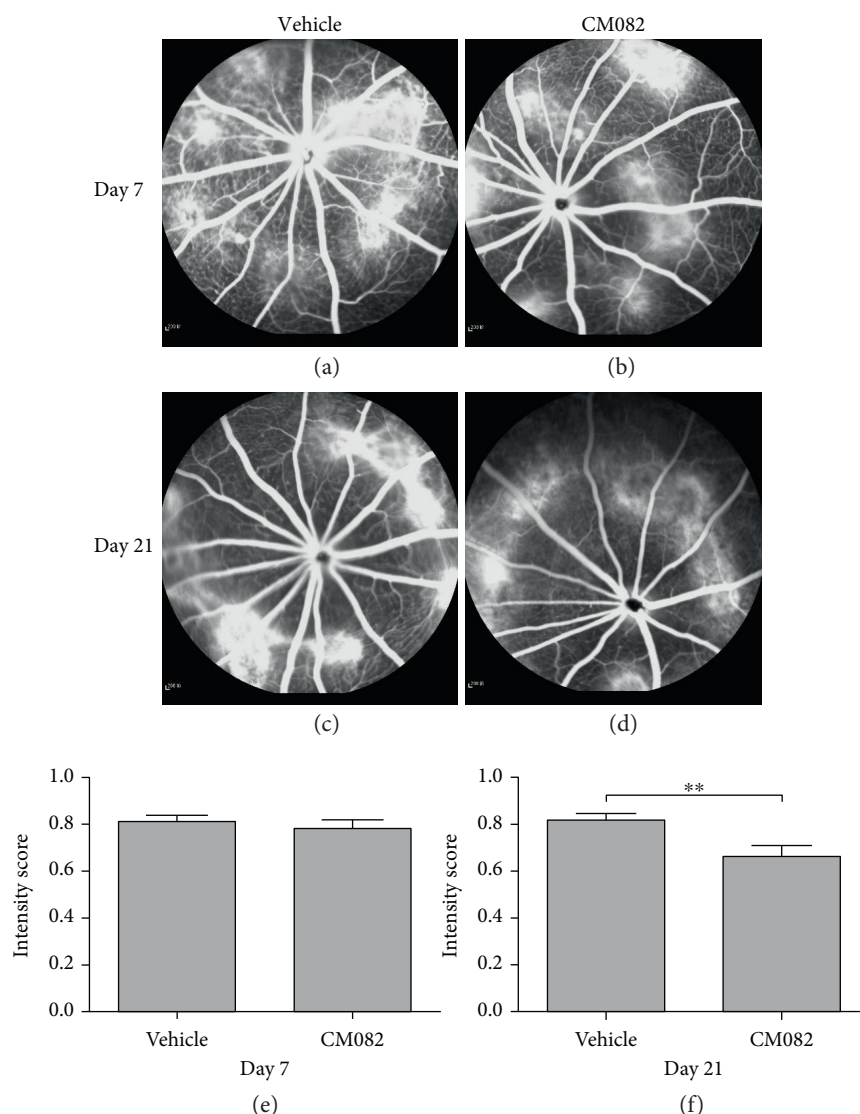 Vehicle CM082
Day 7
(a) (b)
Day 21
(c) (d)
1.0
0.8
0.6
0.4
0.2
0.0
Intensity score
Vehicle CM082
Day 7
(e)
1.0
0.8
0.6
0.4
0.2
0.0
Intensity score
**
Vehicle CM082
Day 21
(f)